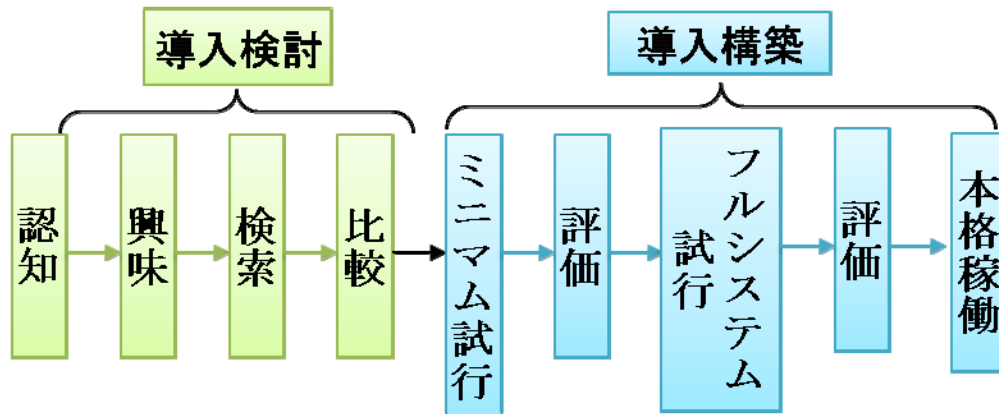 導入検討
導入構築
認知
興味
検索
比較
ミニマム試行
評価
フルシステム
試行
評価
本格稼働